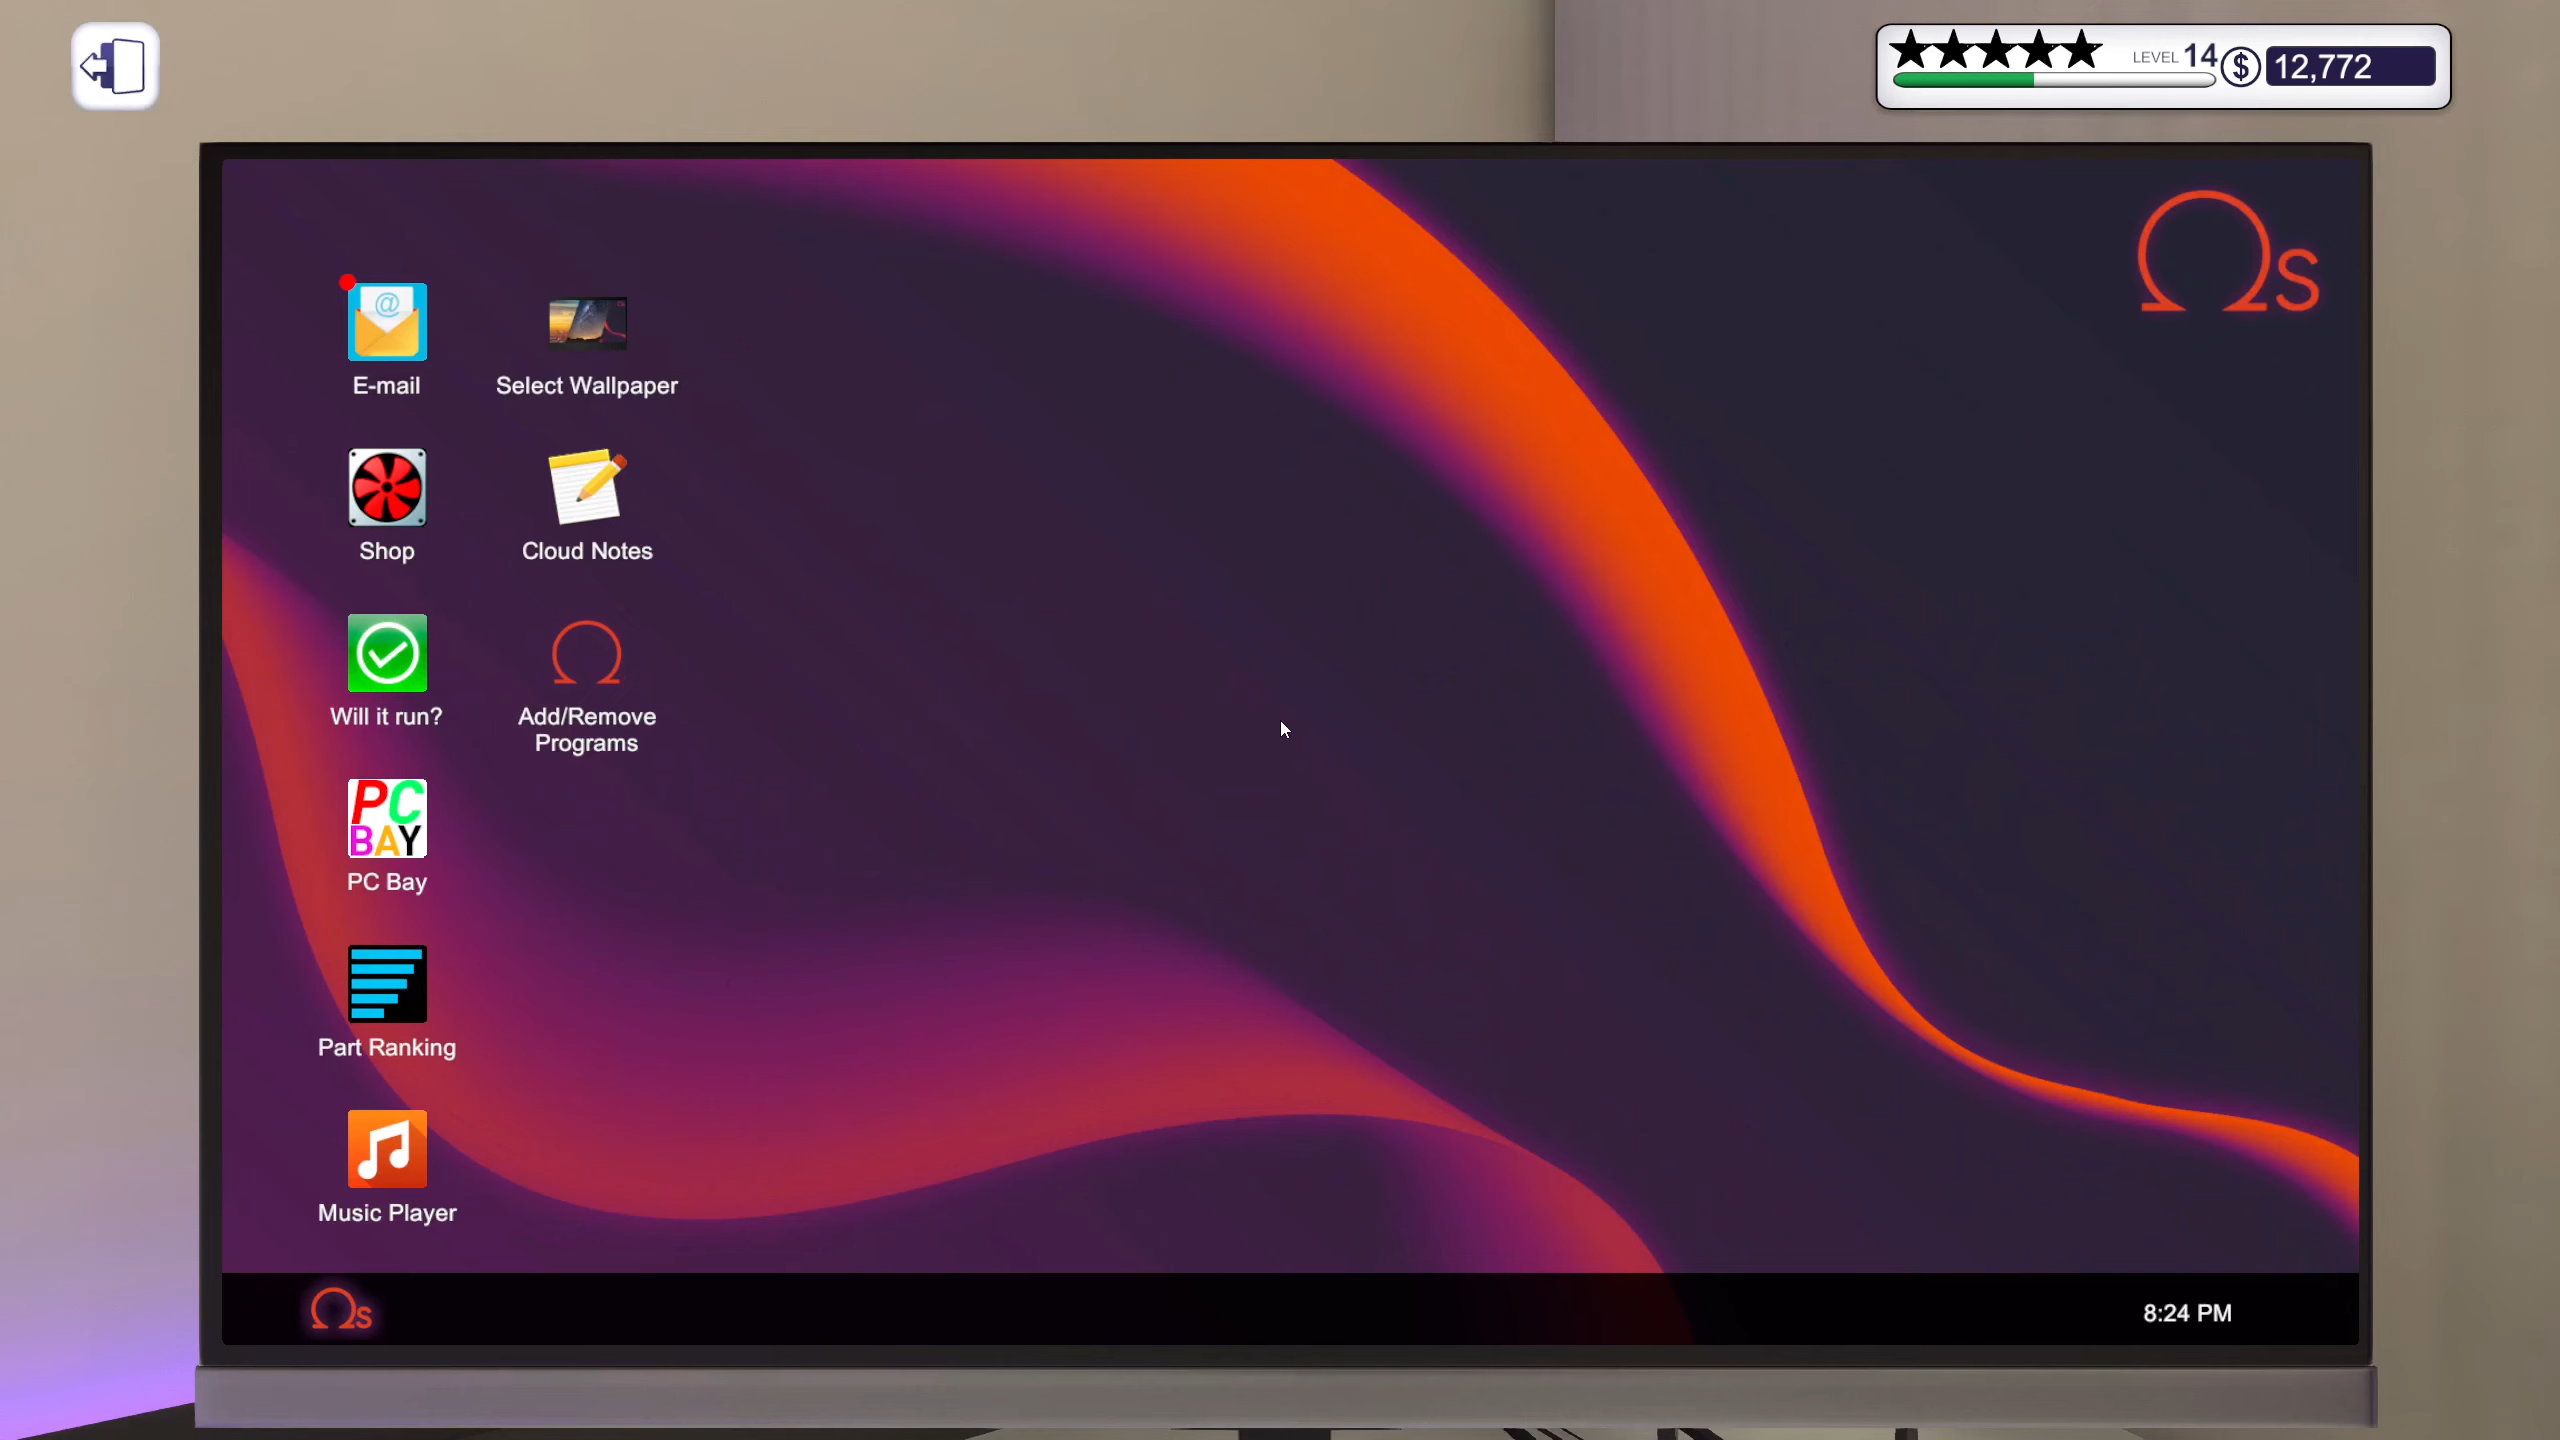 LEVEL 14
$ 12,772
Ωs
@
E-mail
Select Wallpaper
Shop
Cloud Notes
Will it run?
Add/Remove
Programs
PC
BAY
PC Bay
Part Ranking
Music Player
Ωs
8:24 PM